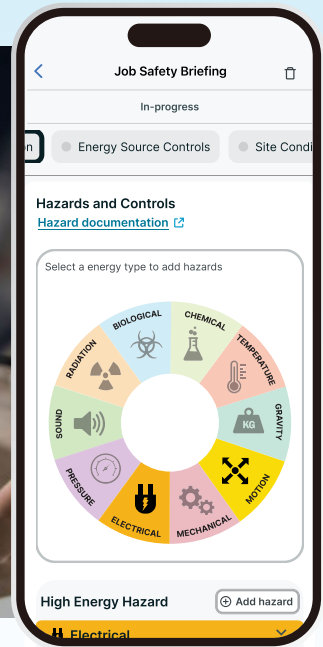 Job Safety Briefing
In-progress
n
Energy Source Controls
Site Condi
Hazards and Controls
Hazard documentation
Select a energy type to add hazards
BIOLOGICAL
CHEMICAL
TEMPERATURE
GRAVITY
MOTION
MECHANICAL
ELECTRICAL
PRESSURE
SOUND
RADIATION
KG
High Energy Hazard
Add hazard
Electrical